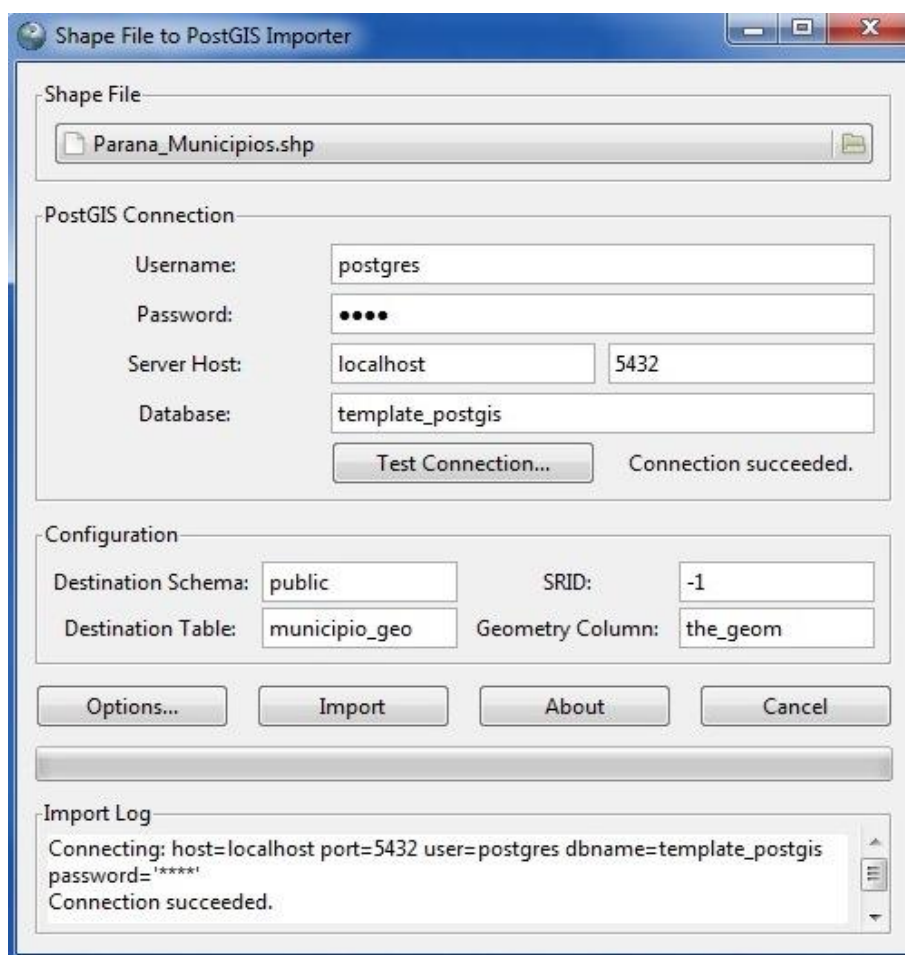 Shape File to PostGIS Importer
Shape File
Parana_Municipios.shp
PostGIS Connection
Username: postgres
Password: ••••
Server Host: localhost 5432
Database: template_postgis
Test Connection... Connection succeeded.
Configuration
Destination Schema: public SRID: -1
Destination Table: municipio_geo Geometry Column: the_geom
Options... Import About Cancel
Import Log
Connecting: host=localhost port=5432 user=postgres dbname=template_postgis
password='****'
Connection succeeded.